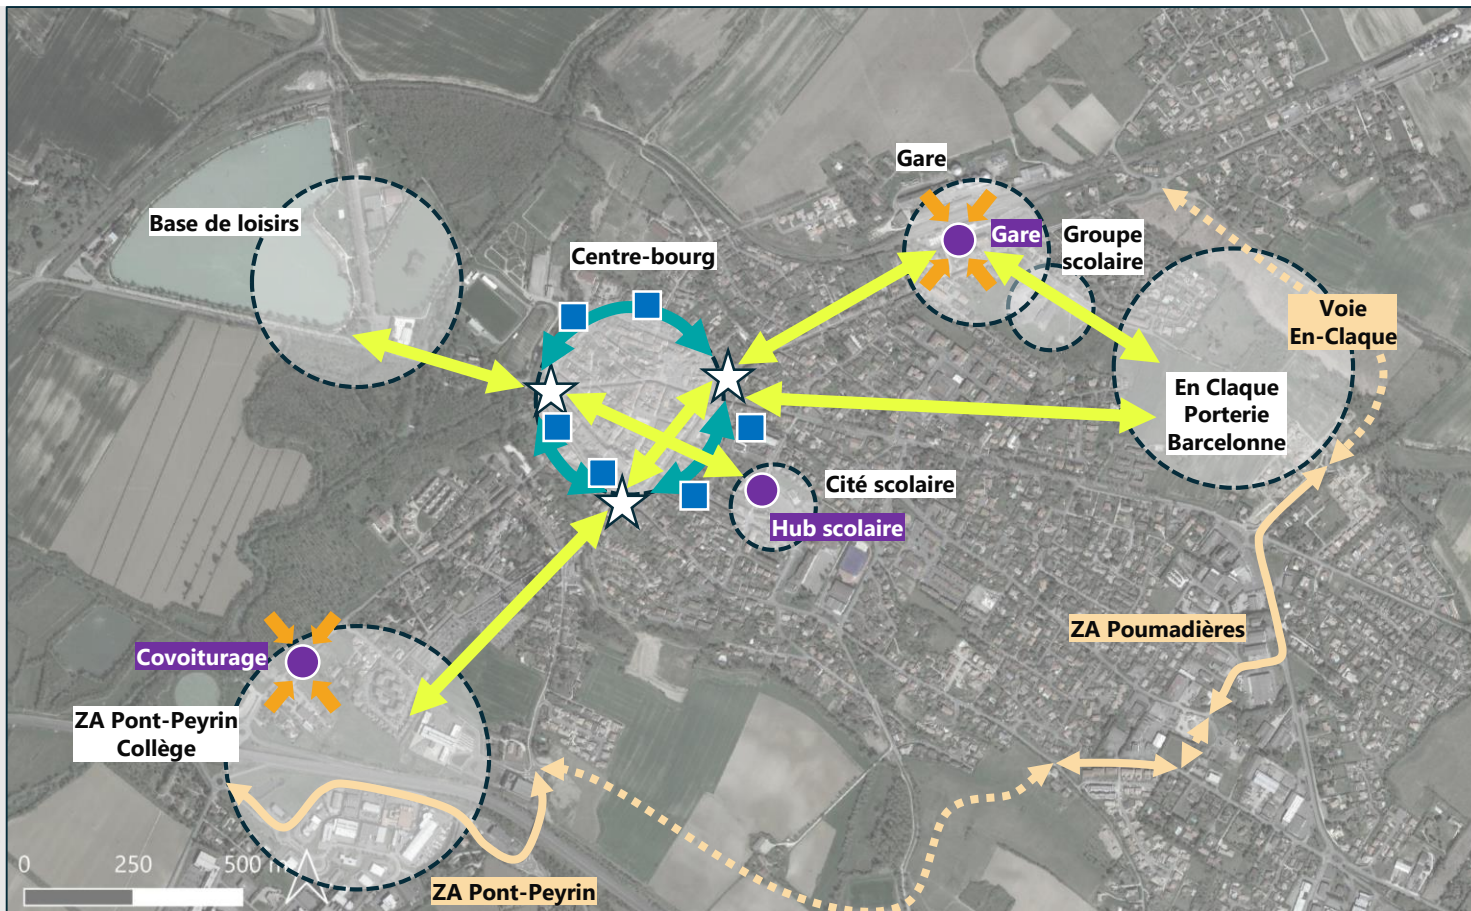 Gare
Base de loisirs
Gare
Groupe
scolaire
Centre-bourg
Voie
En-Claque
En Claque
Porterie
Barcelonne
Cité scolaire
Hub scolaire
ZA Poumadières
Covoiturage
ZA Pont-Peyrin
Collège
0 250 500 m
ZA Pont-Peyrin